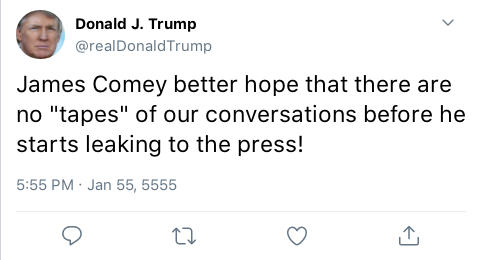 Donald J. Trump
@realDonaldTrump
James Comey better hope that there are
no "tapes" of our conversations before he
starts leaking to the press!
5:55 PM · Jan 55, 5555